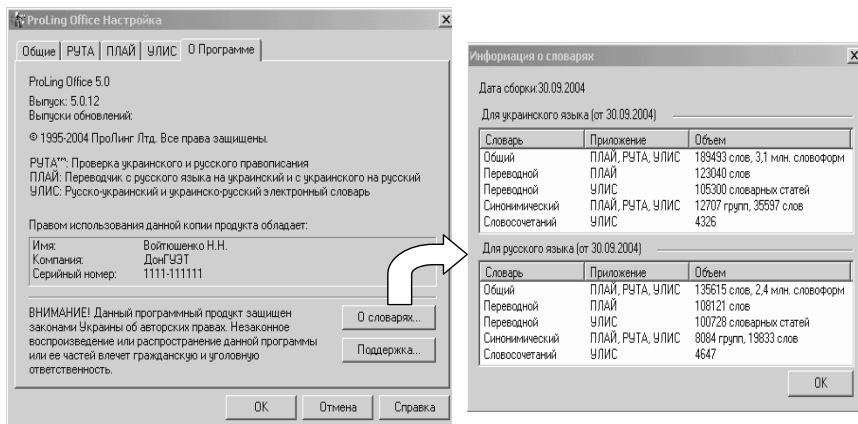 ProLing Office Настройка
Общие РУТА ПЛАЙ УЛИС О Программе
ProLing Office 5.0
Выпуск: 5.0.12
Выпуски обновлений:
© 1995-2004 ПроЛинг Лтд. Все права защищены.
РУТА™: Проверка украинского и русского правописания
ПЛАЙ: Переводчик с русского языка на украинский и с украинского на русский
УЛИС: Русско-украинский и украинско-русский электронный словарь
Правом использования данной копии продукта обладает:
Имя: Войтюшенко Н.Н.
Компания: ДонГУЭТ
Серийный номер: 1111-111111
ВНИМАНИЕ! Данный программный продукт защищен
законами Украины об авторских правах. Незаконное
воспроизведение или распространение данной программы
или ее частей влечет гражданскую и уголовную
ответственность.
О словарях...
Поддержка...
OK Отмена Справка
Информация о словарях
Дата сборки:30.09.2004
Для украинского языка (от 30.09.2004)
Словарь Приложение Объем
Общий ПЛАЙ, РУТА, УЛИС 189493 слов, 3,1 млн. словоформ
Переводной ПЛАЙ 123040 слов
Переводной УЛИС 105300 словарных статей
Синонимический ПЛАЙ, РУТА, УЛИС 12707 групп, 35597 слов
Словосочетаний УЛИС 4326
Для русского языка (от 30.09.2004)
Словарь Приложение Объем
Общий ПЛАЙ, РУТА, УЛИС 135615 слов, 2,4 млн. словоформ
Переводной ПЛАЙ 108121 слов
Переводной УЛИС 100728 словарных статей
Синонимический ПЛАЙ, РУТА, УЛИС 8084 групп, 19833 слов
Словосочетаний УЛИС 4647
OK